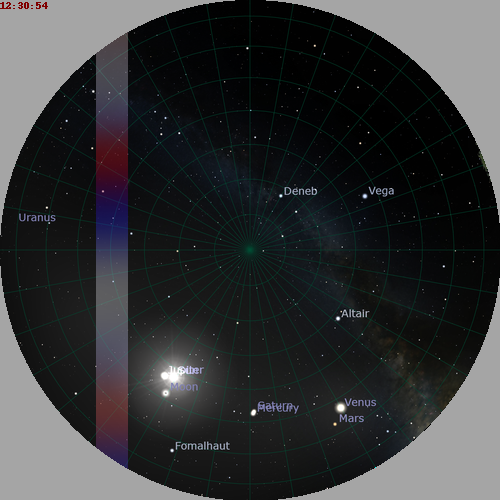 12:30:54
Deneb
Vega
Uranus
Altair
Moon
Venus
Saturn
Mercury
Mars
Fomalhaut